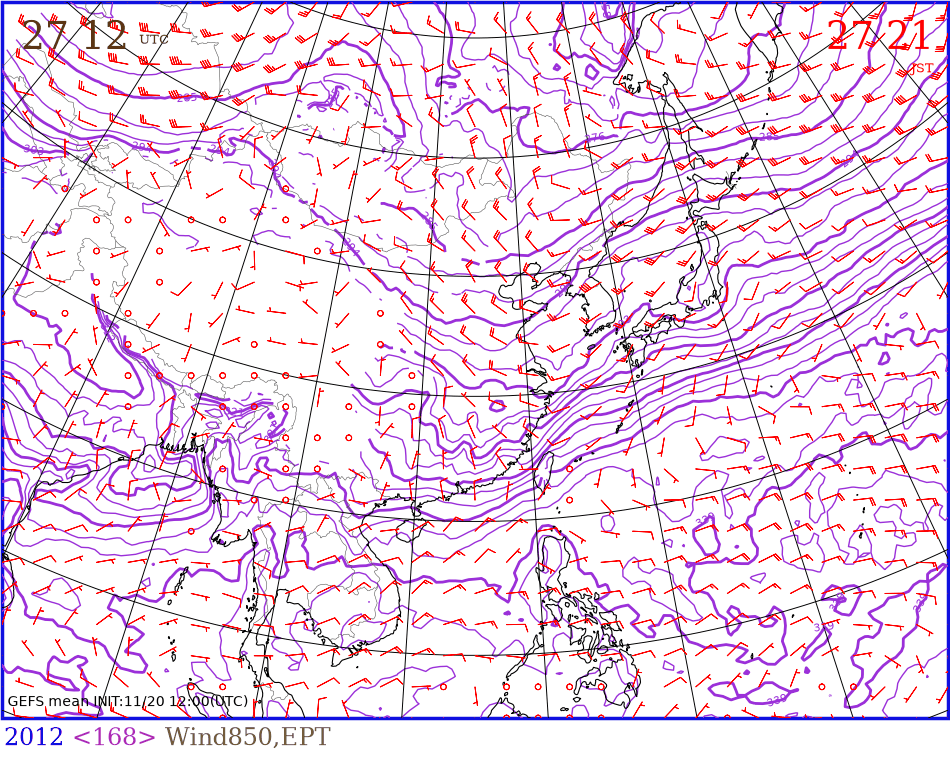 27 12 UTC
27 21
JST
GEFS mean INIT:11/20 12:00(UTC)
2012 <168> Wind850,EPT